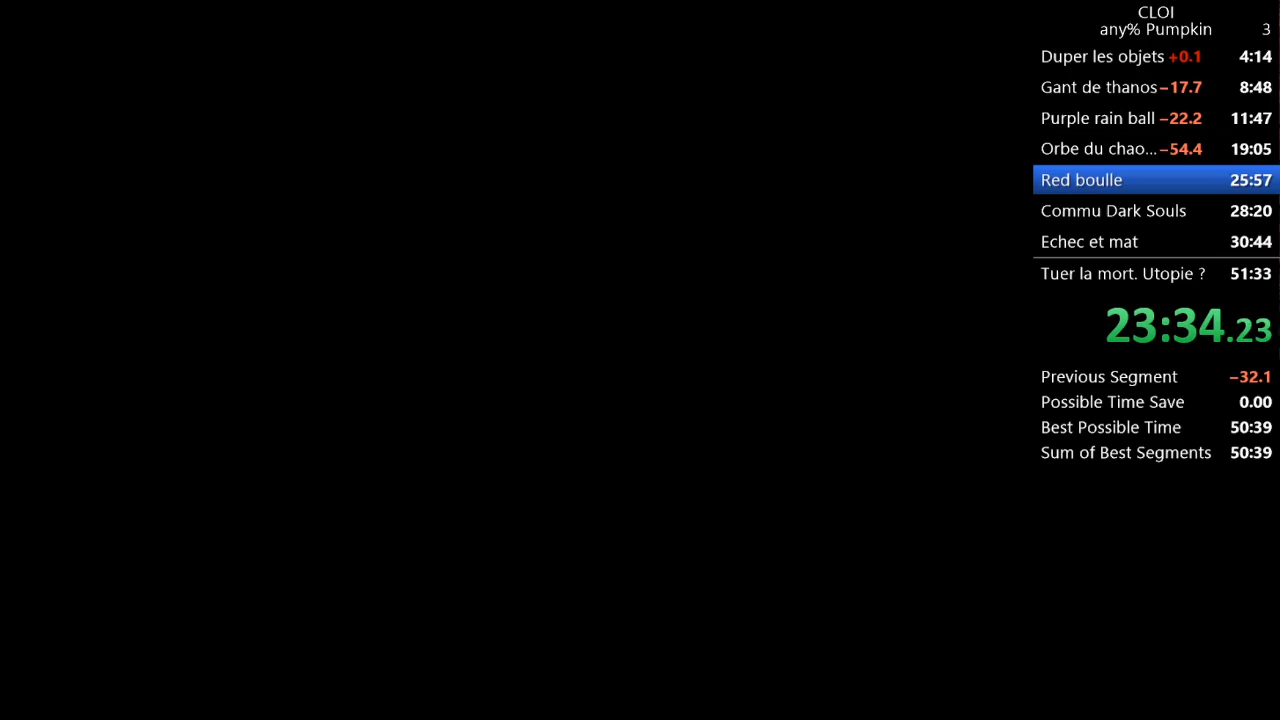 CLOI
any% Pumpkin 3
Duper les objets +0.1 4:14
Gant de thanos −17.7 8:48
Purple rain ball −22.2 11:47
Orbe du chao... −54.4 19:05
Red boulle 25:57
Commu Dark Souls 28:20
Echec et mat 30:44
Tuer la mort. Utopie ? 51:33
23:34.23
Previous Segment −32.1
Possible Time Save 0.00
Best Possible Time 50:39
Sum of Best Segments 50:39